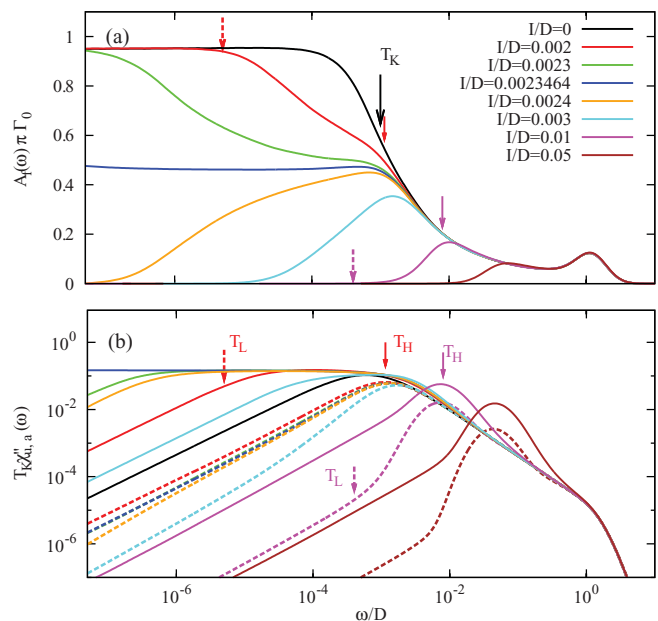 (a)
I/D=0
I/D=0.002
I/D=0.0023
I/D=0.0023464
I/D=0.0024
I/D=0.003
I/D=0.01
I/D=0.05
T_K
A_f(ω) π Γ_0
1
0.8
0.6
0.4
0.2
0
(b)
T_L
T_H
T_H
T_L
T_K χ''_{u, a} (ω)
10^0
10^-2
10^-4
10^-6
10^-6
10^-4
10^-2
10^0
ω/D